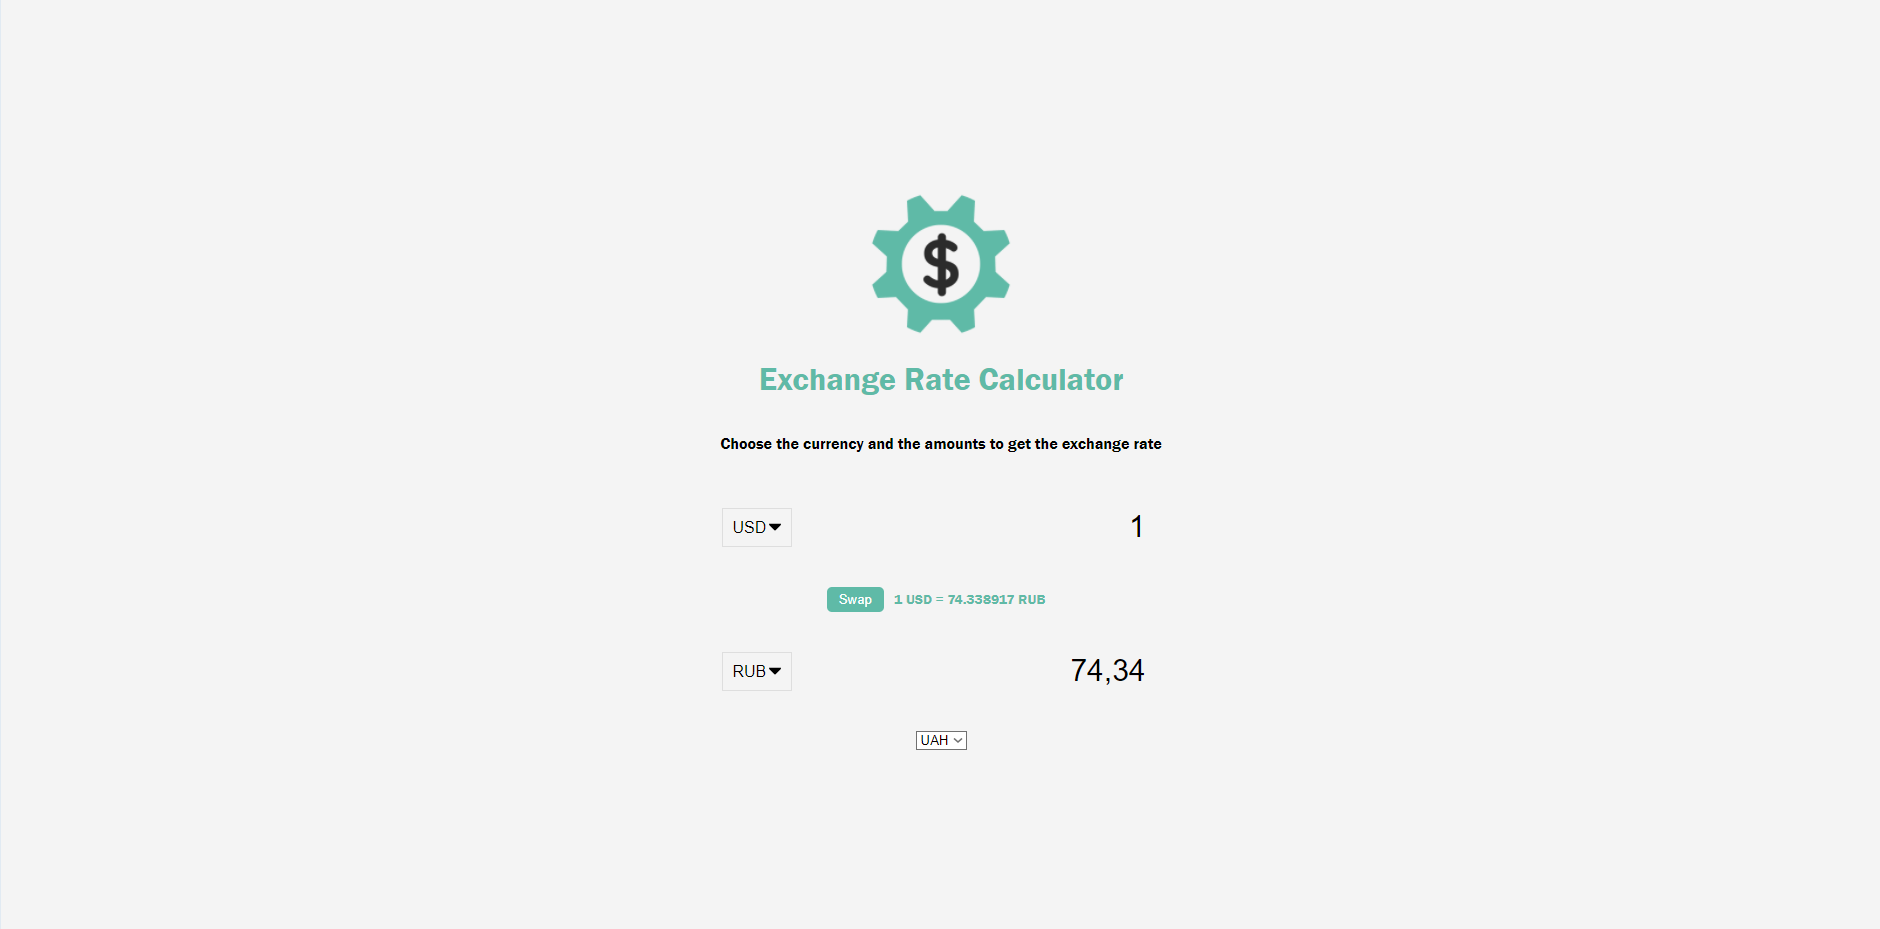 $
Exchange Rate Calculator
Choose the currency and the amounts to get the exchange rate
USD 1
Swap 1 USD = 74.338917 RUB
RUB 74,34
UAH